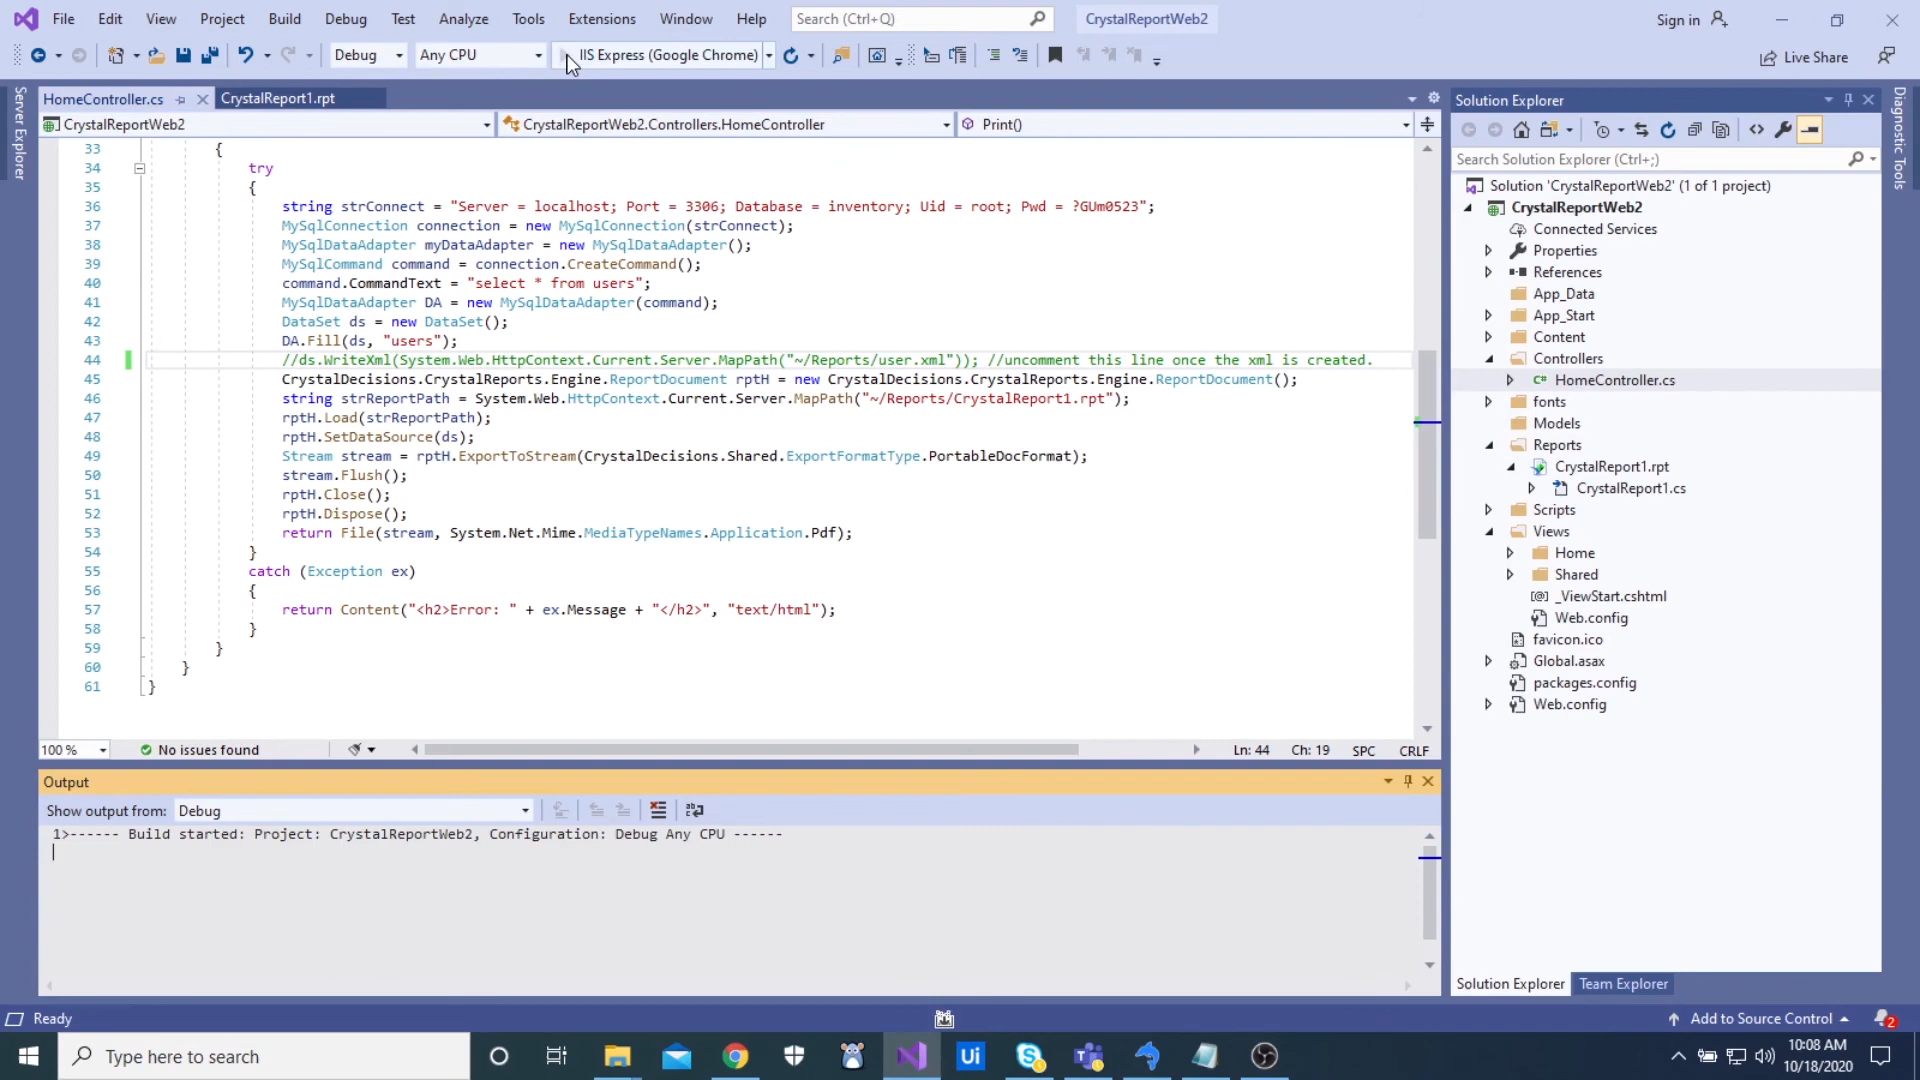 File Edit View Project Build Debug Test Analyze Tools Extensions Window Help Search (Ctrl+Q) CrystalReportWeb2 Sign in
Debug Any CPU IIS Express (Google Chrome) Live Share
Server Explorer
HomeController.cs CrystalReport1.rpt
CrystalReportWeb2 CrystalReportWeb2.Controllers.HomeController Print()
33 {
34 try
35 {
36 string strConnect = "Server = localhost; Port = 3306; Database = inventory; Uid = root; Pwd = ?GUm0523";
37 MySqlConnection connection = new MySqlConnection(strConnect);
38 MySqlDataAdapter myDataAdapter = new MySqlDataAdapter();
39 MySqlCommand command = connection.CreateCommand();
40 command.CommandText = "select * from users";
41 MySqlDataAdapter DA = new MySqlDataAdapter(command);
42 DataSet ds = new DataSet();
43 DA.Fill(ds, "users");
44 //ds.WriteXml(System.Web.HttpContext.Current.Server.MapPath("~/Reports/user.xml")); //uncomment this line once the xml is created.
45 CrystalDecisions.CrystalReports.Engine.ReportDocument rptH = new CrystalDecisions.CrystalReports.Engine.ReportDocument();
46 string strReportPath = System.Web.HttpContext.Current.Server.MapPath("~/Reports/CrystalReport1.rpt");
47 rptH.Load(strReportPath);
48 rptH.SetDataSource(ds);
49 Stream stream = rptH.ExportToStream(CrystalDecisions.Shared.ExportFormatType.PortableDocFormat);
50 stream.Flush();
51 rptH.Close();
52 rptH.Dispose();
53 return File(stream, System.Net.Mime.MediaTypeNames.Application.Pdf);
54 }
55 catch (Exception ex)
56 {
57 return Content("<h2>Error: " + ex.Message + "</h2>", "text/html");
58 }
59 }
60 }
61 }
100 % No issues found Ln: 44 Ch: 19 SPC CRLF
Output
Show output from: Debug
1>------ Build started: Project: CrystalReportWeb2, Configuration: Debug Any CPU ------
Solution Explorer
Search Solution Explorer (Ctrl+;)
Solution 'CrystalReportWeb2' (1 of 1 project)
CrystalReportWeb2
Connected Services
Properties
References
App_Data
App_Start
Content
Controllers
C# HomeController.cs
fonts
Models
Reports
CrystalReport1.rpt
CrystalReport1.cs
Scripts
Views
Home
Shared
[@] _ViewStart.cshtml
Web.config
favicon.ico
Global.asax
packages.config
Web.config
Solution Explorer Team Explorer
Diagnostic Tools
Ready Add to Source Control 2
Type here to search Ui 10:08 AM
10/18/2020